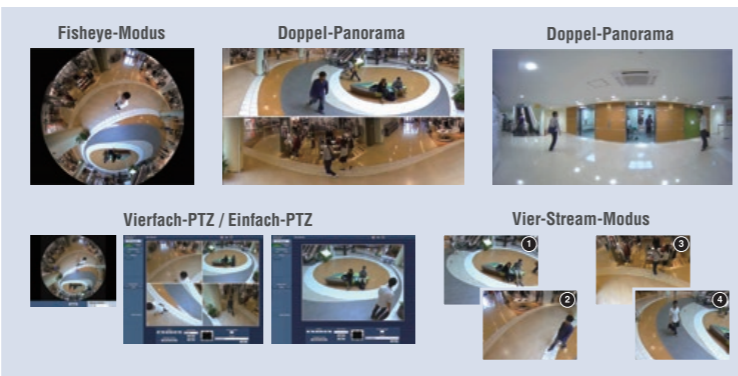 Fisheye-Modus
Doppel-Panorama
Doppel-Panorama
Vierfach-PTZ / Einfach-PTZ
Vier-Stream-Modus
1
2
3
4